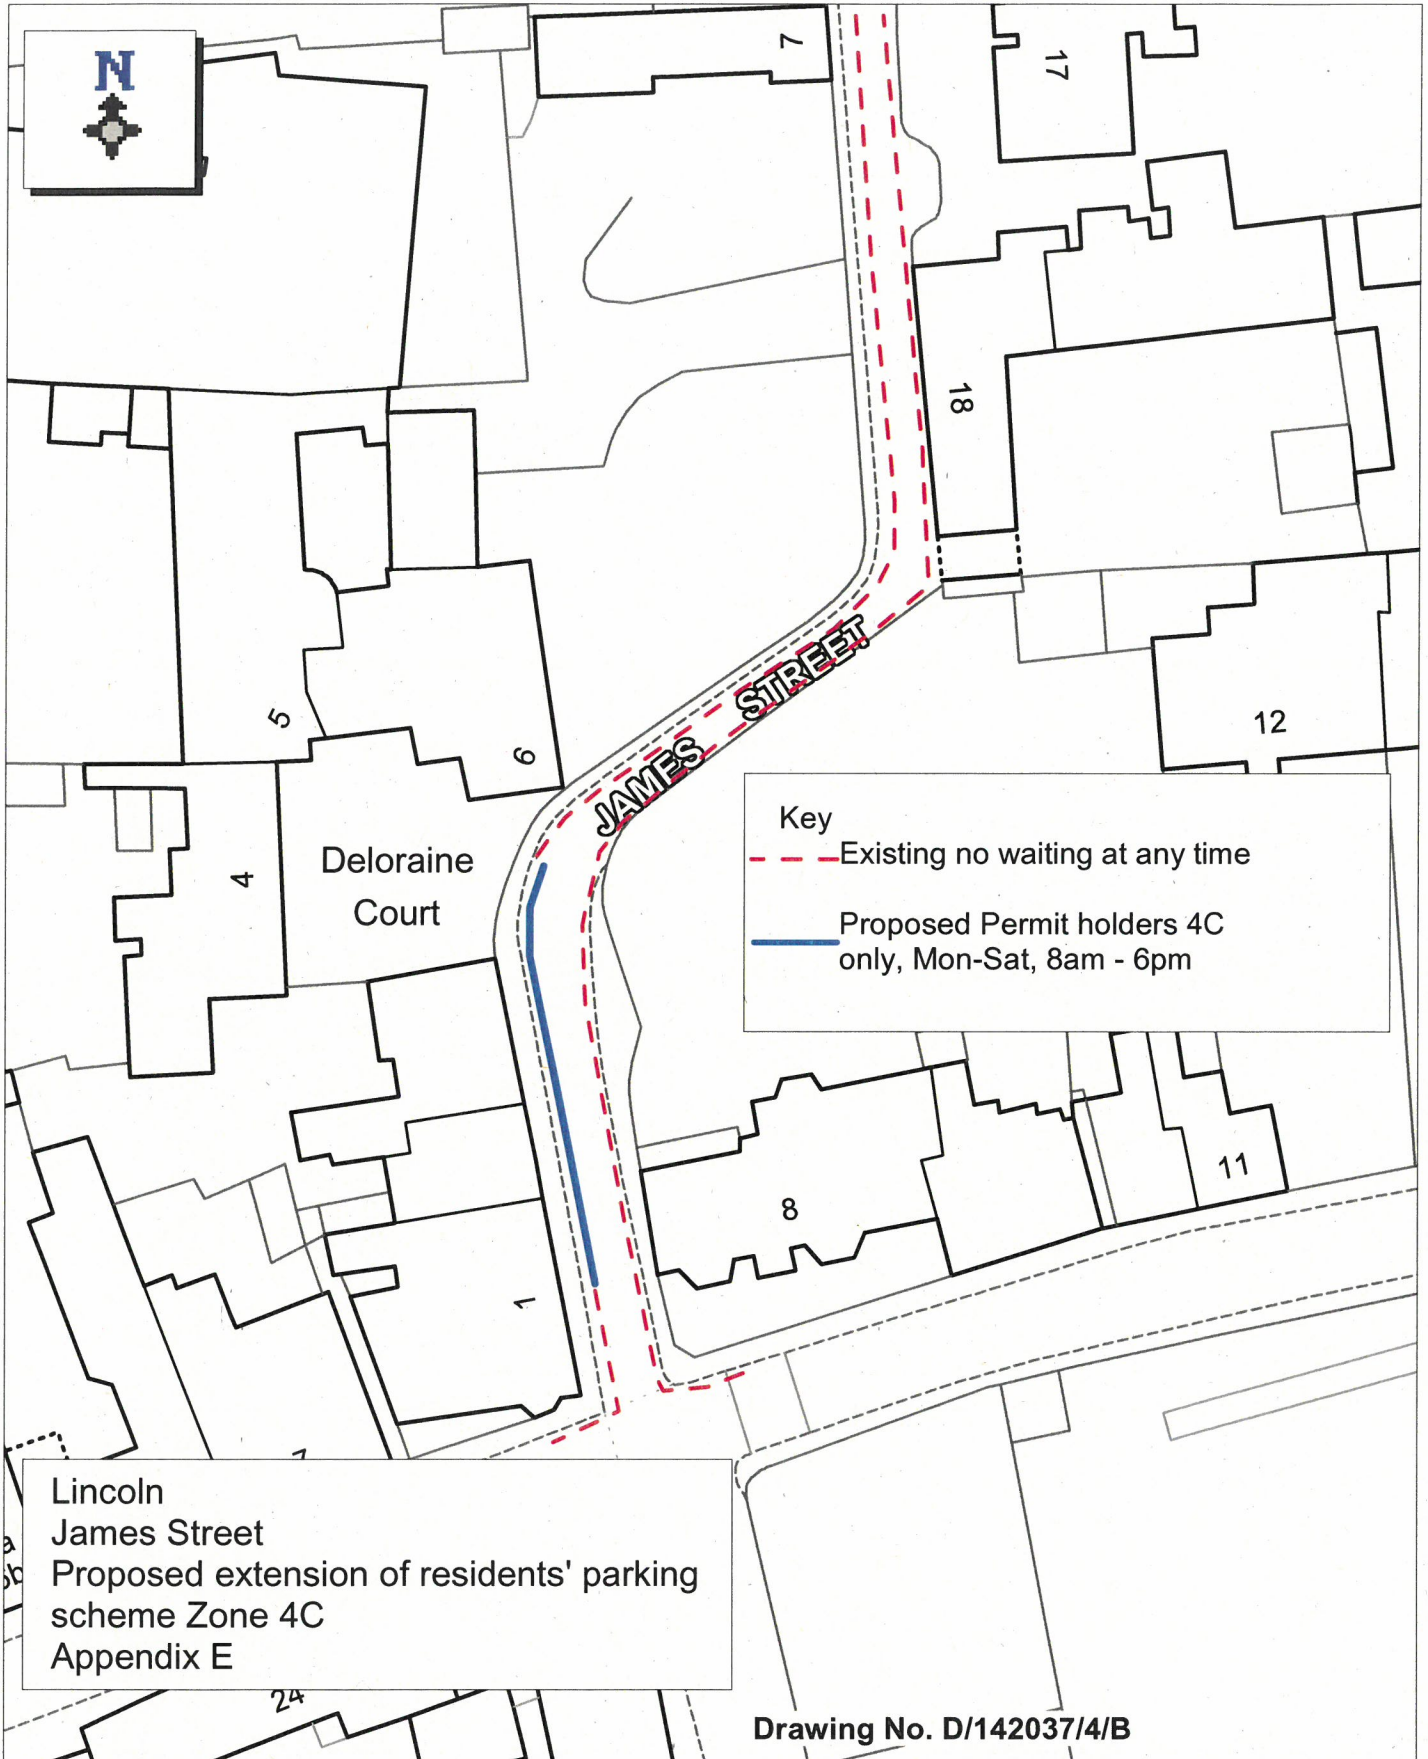 N
7
17
18
5
6
12
JAMES STREET
Key
Existing no waiting at any time
Proposed Permit holders 4C
only, Mon-Sat, 8am - 6pm
4
Deloraine
Court
8
11
1
Lincoln
James Street
Proposed extension of residents' parking
scheme Zone 4C
Appendix E
24
Drawing No. D/142037/4/B